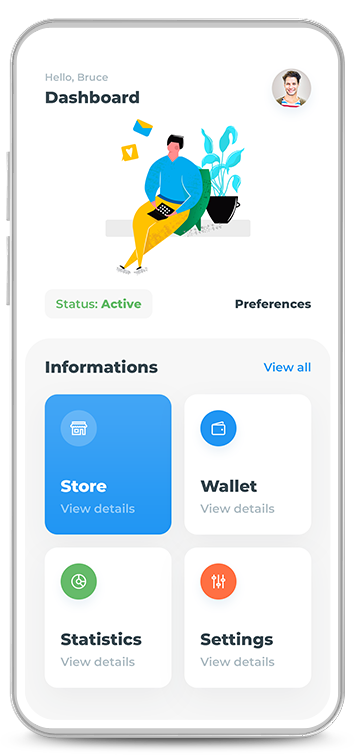 Hello, Bruce
Dashboard
Status: Active
Preferences
Informations
View all
Store
View details
Wallet
View details
Statistics
View details
Settings
View details